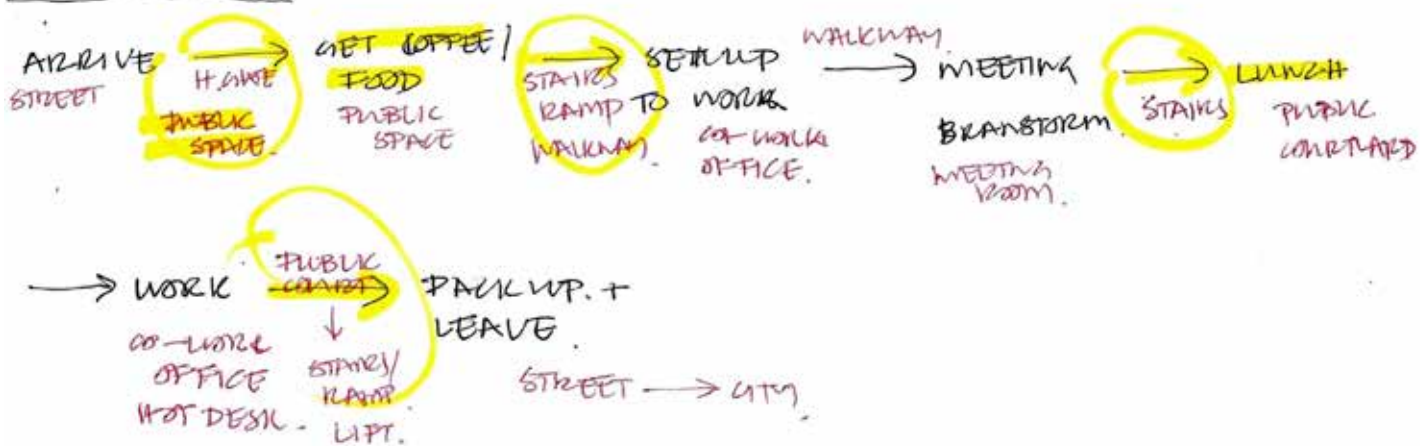 ARRIVE
STREET
PUBLIC
SPACE.
GET COFFEE/
FOOD
PUBLIC
SPACE
STAIRS
RAMP TO
WALKWAY.
SETUP
WORK
CO-WORK
OFFICE.
WALKWAY
MEETING
BRANSTORM.
MEETING
ROOM.
STAIRS
LUNCH
PUBLIC
COURTYARD
WORK
CO-WORK
OFFICE
HOT DESK.
PUBLIC
STAIRS/
RAMP
LIFT.
PACK UP. +
LEAVE.
STREET → CITY.